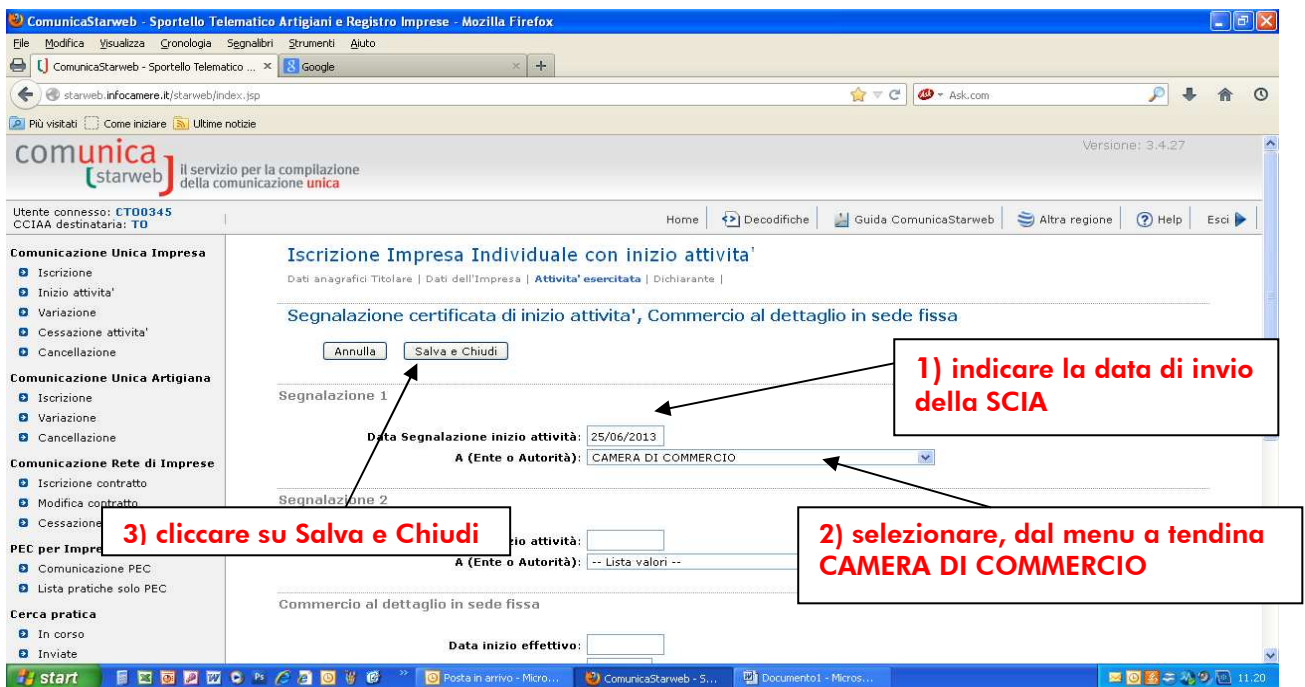 ComunicaStarweb - Sportello Telematico Artigiani e Registro Imprese - Mozilla Firefox
File Modifica Visualizza Cronologia Segnalibri Strumenti Aiuto
ComunicaStarweb - Sportello Telematico ... × Google × +
starweb.infocamere.it/starweb/index.jsp
Ask.com
Più visitati Come iniziare Ultime notizie
comunica
[starweb]
il servizio per la compilazione
della comunicazione unica
Versione: 3.4.27
Utente connesso: CT00345
CCIAA destinataria: TO
Home Decodifiche Guida ComunicaStarweb Altra regione Help Esci
Comunicazione Unica Impresa
Iscrizione
Inizio attivita'
Variazione
Cessazione attivita'
Cancellazione
Comunicazione Unica Artigiana
Iscrizione
Variazione
Cancellazione
Comunicazione Rete di Imprese
Iscrizione contratto
Modifica contratto
Cessazione
PEC per Impre
Comunicazione PEC
Lista pratiche solo PEC
Cerca pratica
In corso
Inviate
Iscrizione Impresa Individuale con inizio attivita'
Dati anagrafici Titolare | Dati dell'Impresa | Attivita' esercitata | Dichiarante |
Segnalazione certificata di inizio attivita', Commercio al dettaglio in sede fissa
Annulla Salva e Chiudi
1) indicare la data di invio
della SCIA
Segnalazione 1
Data Segnalazione inizio attività: 25/06/2013
A (Ente o Autorità): CAMERA DI COMMERCIO
Segnalazione 2
3) cliccare su Salva e Chiudi
2) selezionare, dal menu a tendina
CAMERA DI COMMERCIO
zio attività:
A (Ente o Autorità): -- Lista valori --
Commercio al dettaglio in sede fissa
Data inizio effettivo:
start
Posta in arrivo - Micro...
ComunicaStarweb - S...
Documento1 - Micros...
11.20